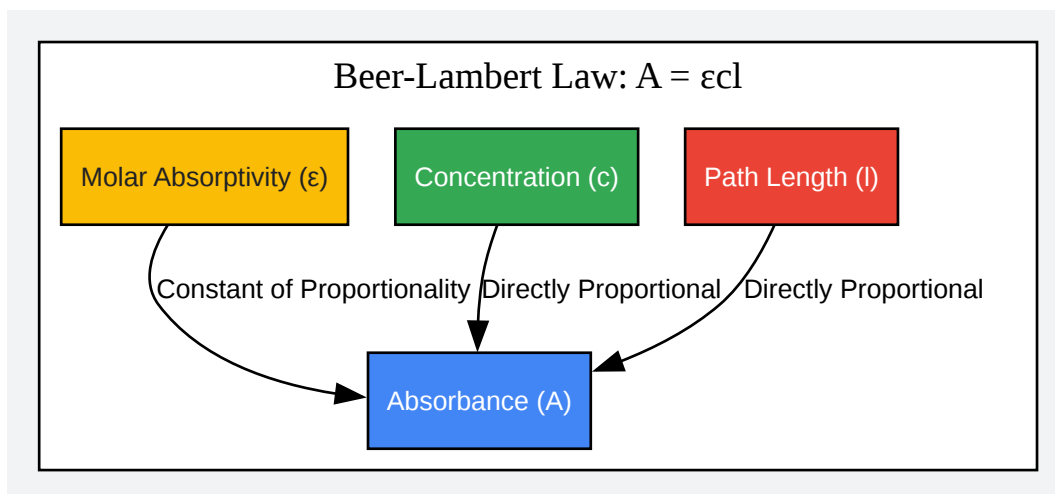 Beer-Lambert Law: A = εcl
Molar Absorptivity (ε)
Concentration (c)
Path Length (l)
Constant of Proportionality
Directly Proportional
Directly Proportional
Absorbance (A)